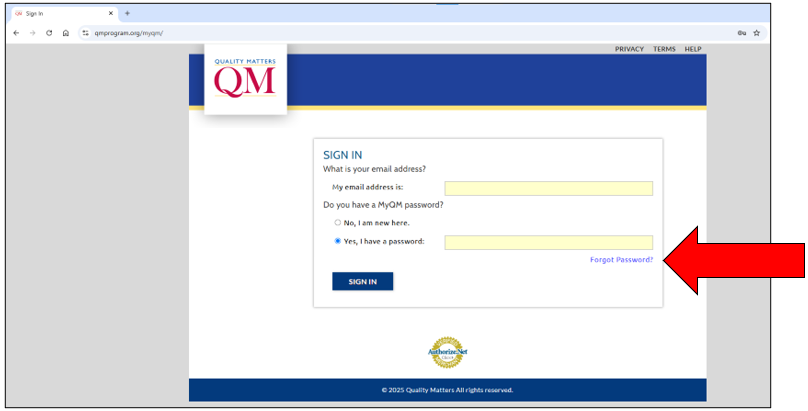 QM Sign In × +
qmprogram.org/myqm/
PRIVACY TERMS HELP
QUALITY MATTERS
QM
SIGN IN
What is your email address?
My email address is:
Do you have a MyQM password?
No, I am new here.
Yes, I have a password:
Forgot Password?
SIGN IN
Authorize.Net
© 2025 Quality Matters All rights reserved.